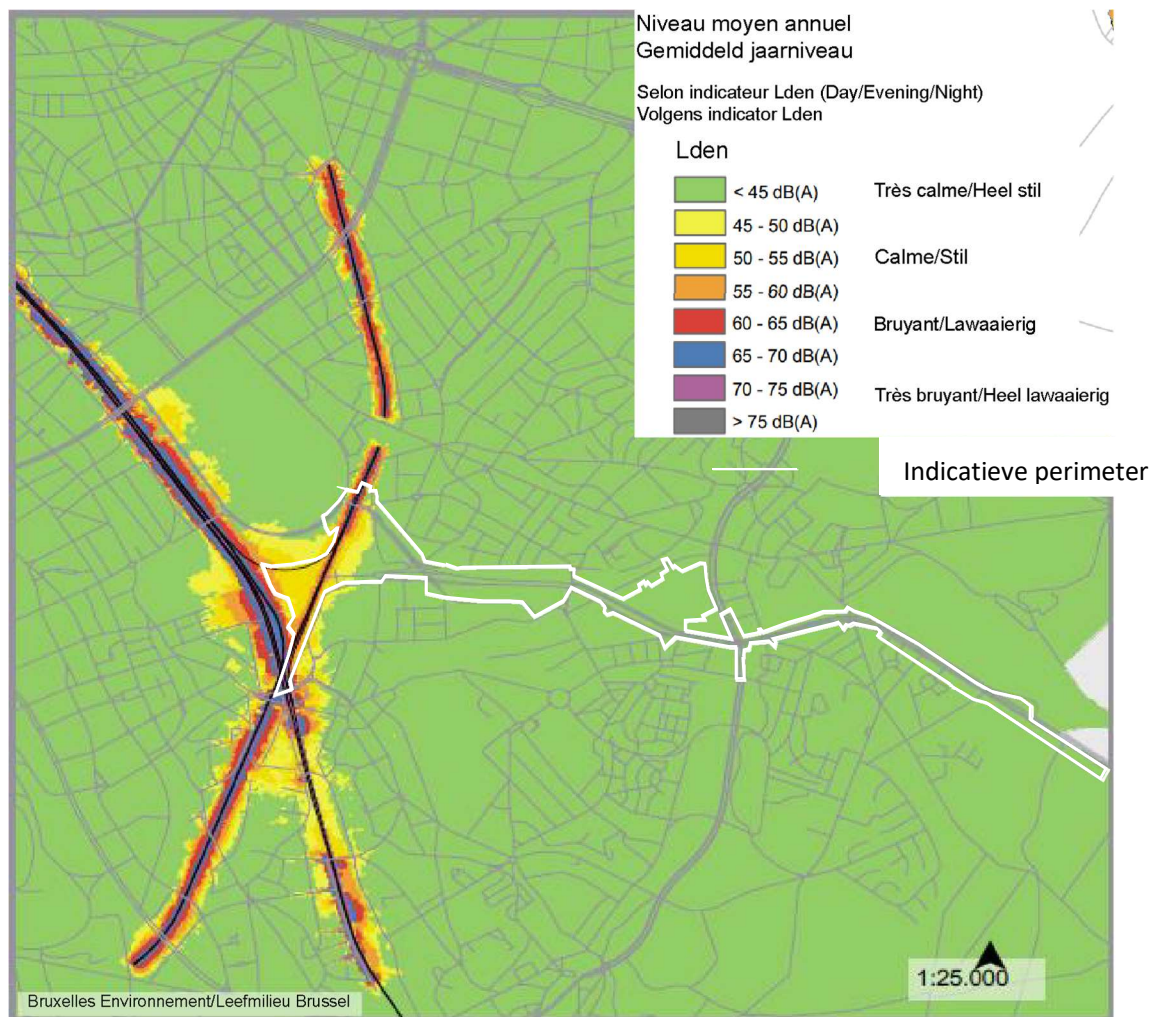 Niveau moyen annuel
Gemiddeld jaarniveau
Selon indicateur Lden (Day/Evening/Night)
Volgens indicator Lden
Lden
< 45 dB(A) Très calme/Heel stil
45 - 50 dB(A)
50 - 55 dB(A) Calme/Stil
55 - 60 dB(A)
60 - 65 dB(A) Bruyant/Lawaaierig
65 - 70 dB(A)
70 - 75 dB(A) Très bruyant/Heel lawaaierig
> 75 dB(A)
Indicatieve perimeter
1:25.000
Bruxelles Environnement/Leefmilieu Brussel